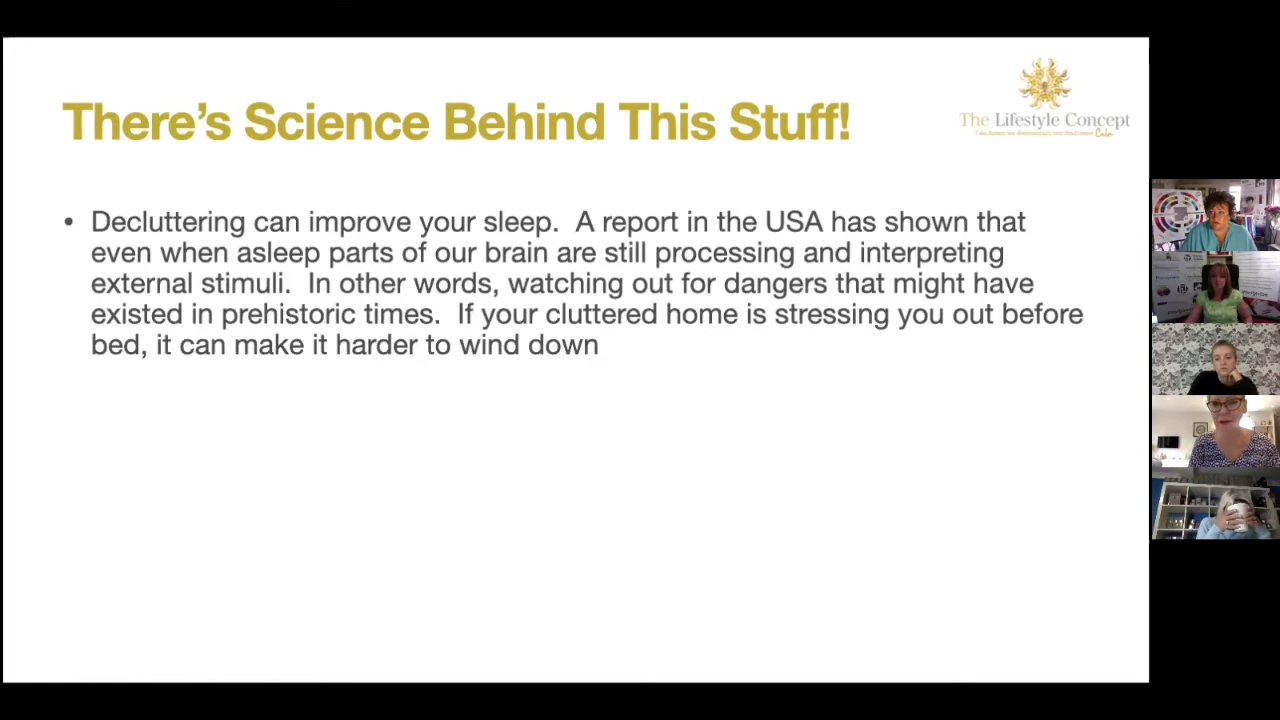 There's Science Behind This Stuff!
The Lifestyle Concept
• Decluttering can improve your sleep.  A report in the USA has shown that
even when asleep parts of our brain are still processing and interpreting
external stimuli.  In other words, watching out for dangers that might have
existed in prehistoric times.  If your cluttered home is stressing you out before
bed, it can make it harder to wind down